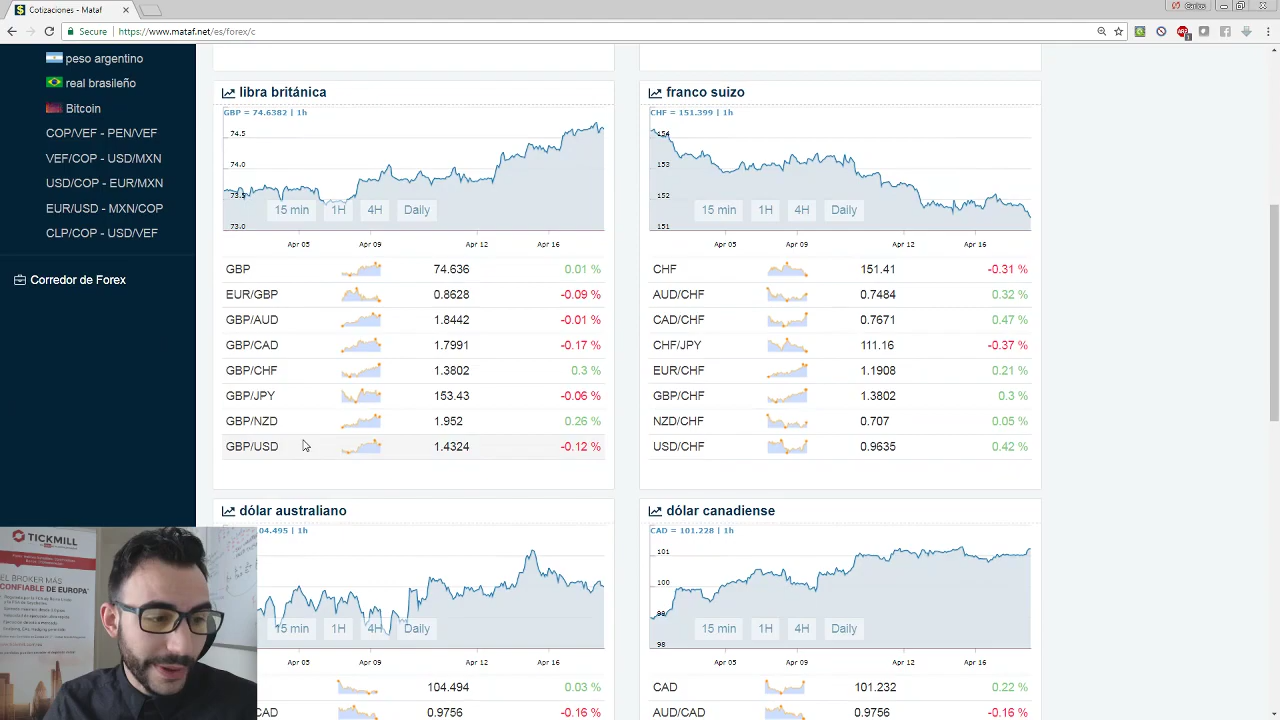 Cotizaciones - Mataf
Secure
https://www.mataf.net/es/forex/c
peso argentino
real brasileño
Bitcoin
COP/VEF - PEN/VEF
VEF/COP - USD/MXN
USD/COP - EUR/MXN
EUR/USD - MXN/COP
CLP/COP - USD/VEF
Corredor de Forex
libra británica
GBP = 74.6382 | 1h
74.5
74.0
73.0
15 min 1H 4H Daily
Apr 05 Apr 09 Apr 12 Apr 16
GBP 74.636 0.01 %
EUR/GBP 0.8628 -0.09 %
GBP/AUD 1.8442 -0.01 %
GBP/CAD 1.7991 -0.17 %
GBP/CHF 1.3802 0.3 %
GBP/JPY 153.43 -0.06 %
GBP/NZD 1.952 0.26 %
GBP/USD 1.4324 -0.12 %
franco suizo
CHF = 151.399 | 1h
154
153
152
151
15 min 1H 4H Daily
Apr 05 Apr 09 Apr 12 Apr 16
CHF 151.41 -0.31 %
AUD/CHF 0.7484 0.32 %
CAD/CHF 0.7671 0.47 %
CHF/JPY 111.16 -0.37 %
EUR/CHF 1.1908 0.21 %
GBP/CHF 1.3802 0.3 %
NZD/CHF 0.707 0.05 %
USD/CHF 0.9635 0.42 %
dólar australiano
04.495 | 1h
15 min 1H 4H Daily
Apr 05 Apr 09 Apr 12 Apr 16
104.494 0.03 %
CAD 0.9756 -0.16 %
dólar canadiense
CAD = 101.228 | 1h
101
100
98
15 min 1H 4H Daily
Apr 05 Apr 09 Apr 12 Apr 16
CAD 101.232 0.22 %
AUD/CAD 0.9756 -0.16 %
TICKMILL
EL BROKER MÁS
CONFIABLE DE EUROPA